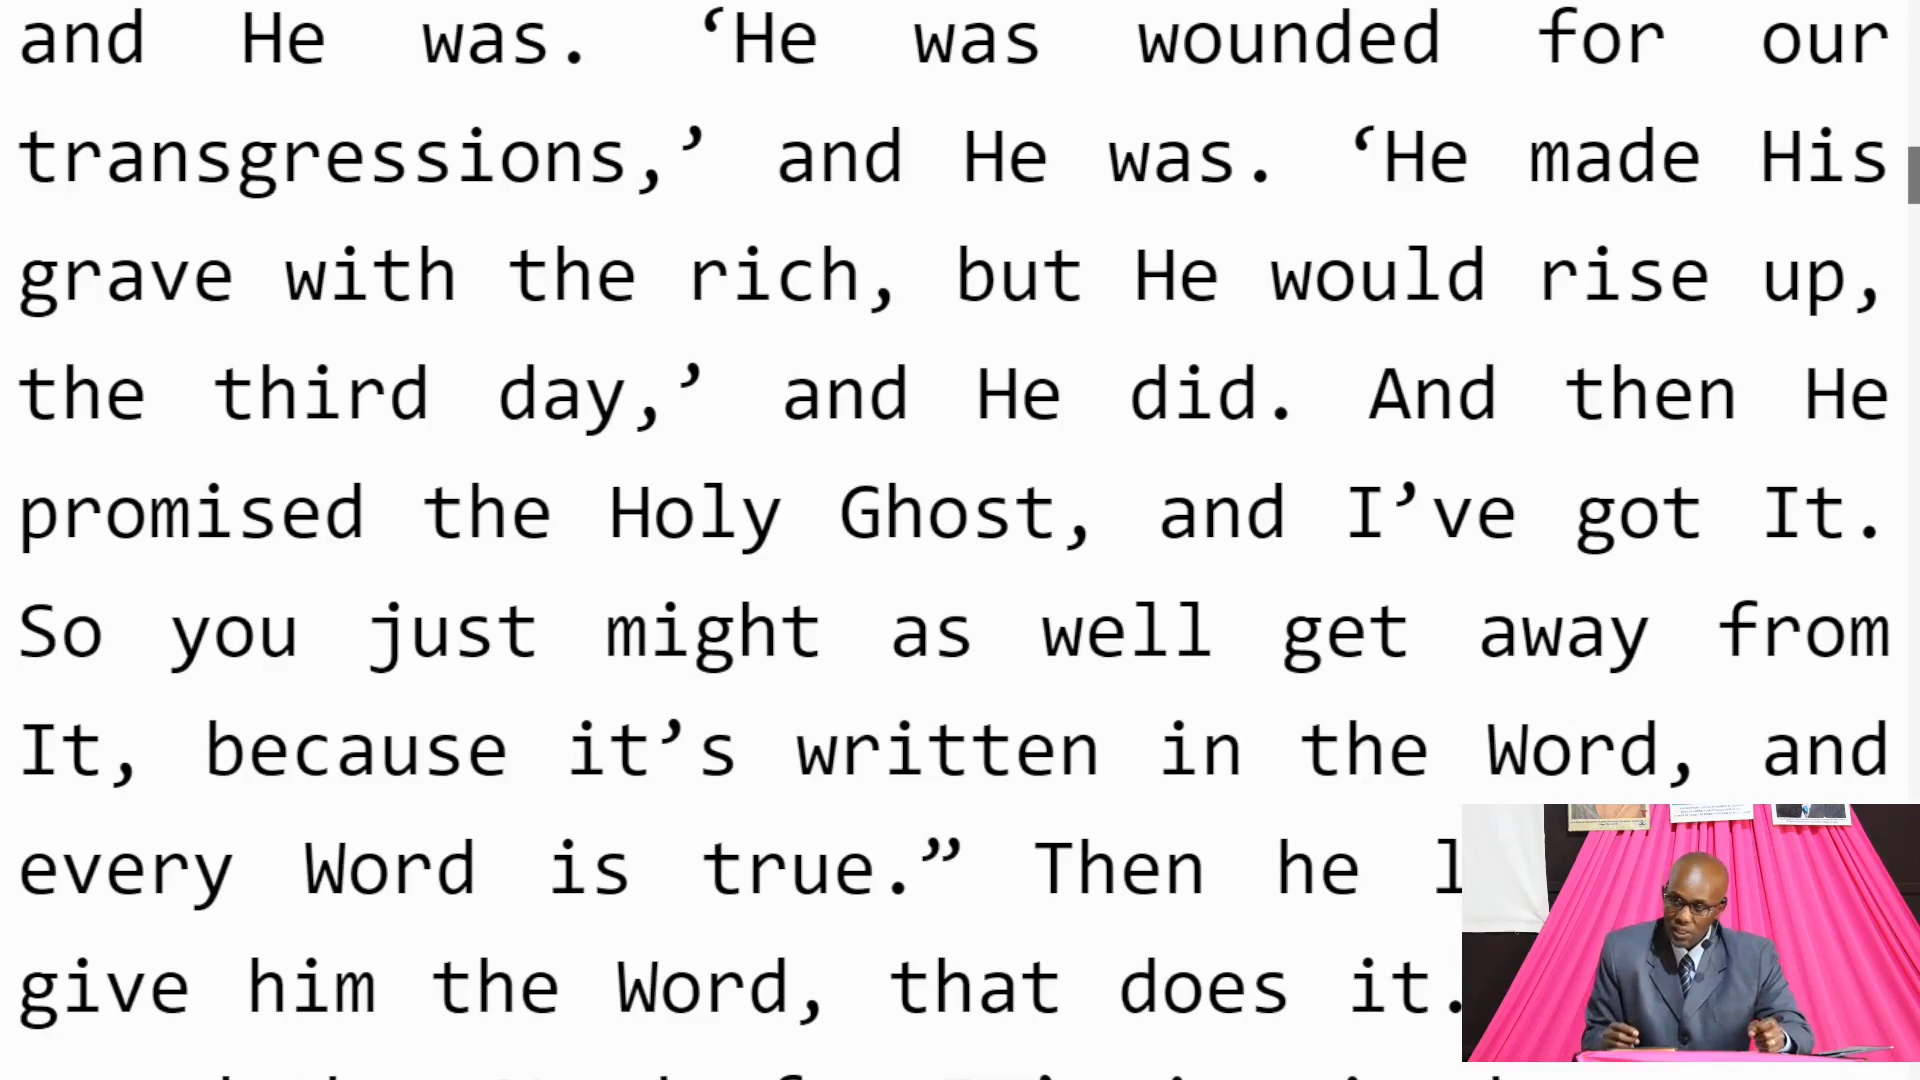 and He was. ‘He was wounded for our
transgressions,’ and He was. ‘He made His
grave with the rich, but He would rise up,
the third day,’ and He did. And then He
promised the Holy Ghost, and I’ve got It.
So you just might as well get away from
It, because it’s written in the Word, and
every Word is true.” Then he
give him the Word, that does it.